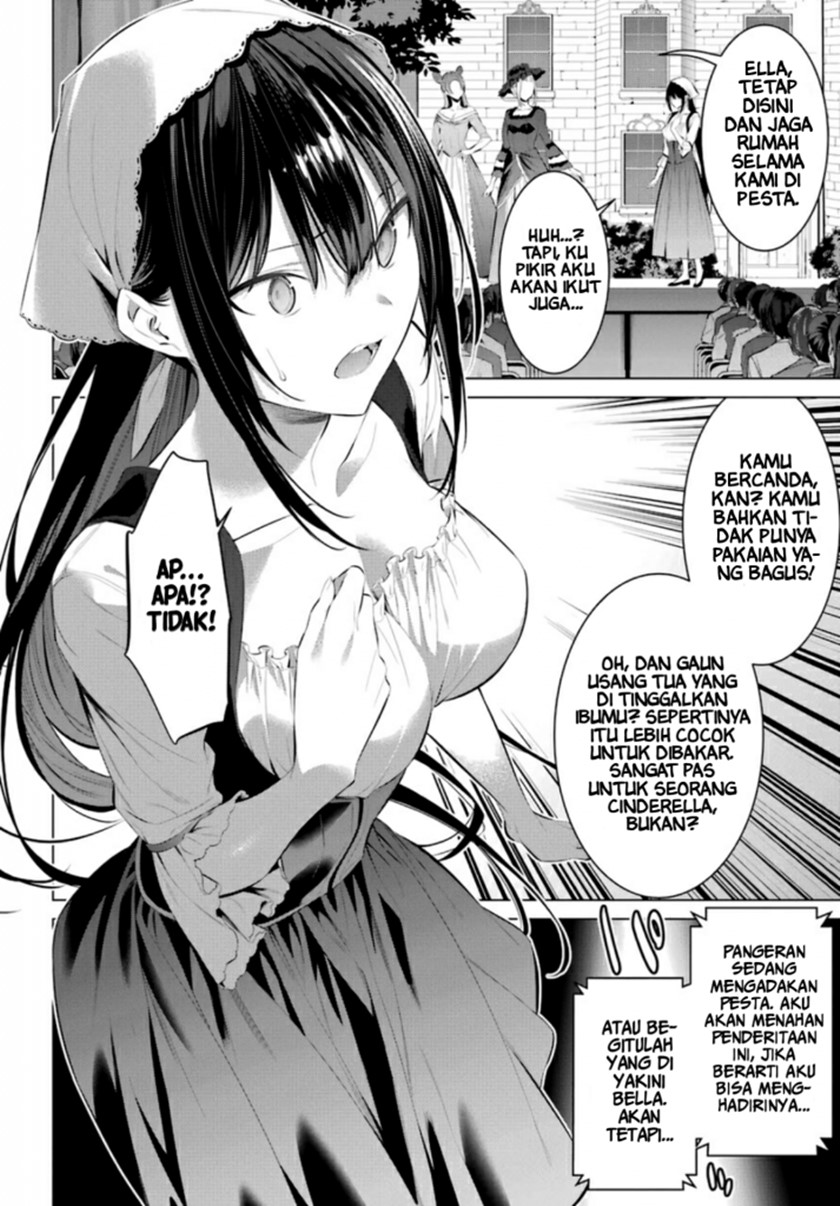 ELLA,
TETAP
DISINI
DAN JAGA
RUMAH
SELAMA
KAMI DI
PESTA.
HUH...?
TAPI, KU
PIKIR AKU
AKAN IKUT
JUGA...
KAMU
BERCANDA,
KAN? KAMU
BAHKAN TI-
DAK PUNYA
PAKAIAN YA-
NG BAGUS!
OH, DAN GAUN
USANG TUA YANG
DI TINGGALKAN
IBUMU? SEPERTINYA
ITU LEBIH COCOK
UNTUK DIBAKAR.
SANGAT PAS
UNTUK SEORANG
CINDERELLA,
BUKAN?
AP...
APA!?
TIDAK!
PANGERAN
SEDANG
MENGADAKAN
PESTA. AKU
AKAN MENAHAN
PENDERITAAN
INI, JIKA
BERARTI AKU
BISA MENG-
HADIRINYA...
ATAU BE-
GITULAH
YANG DI
YAKINI
BELLA.
AKAN
TETAPI...